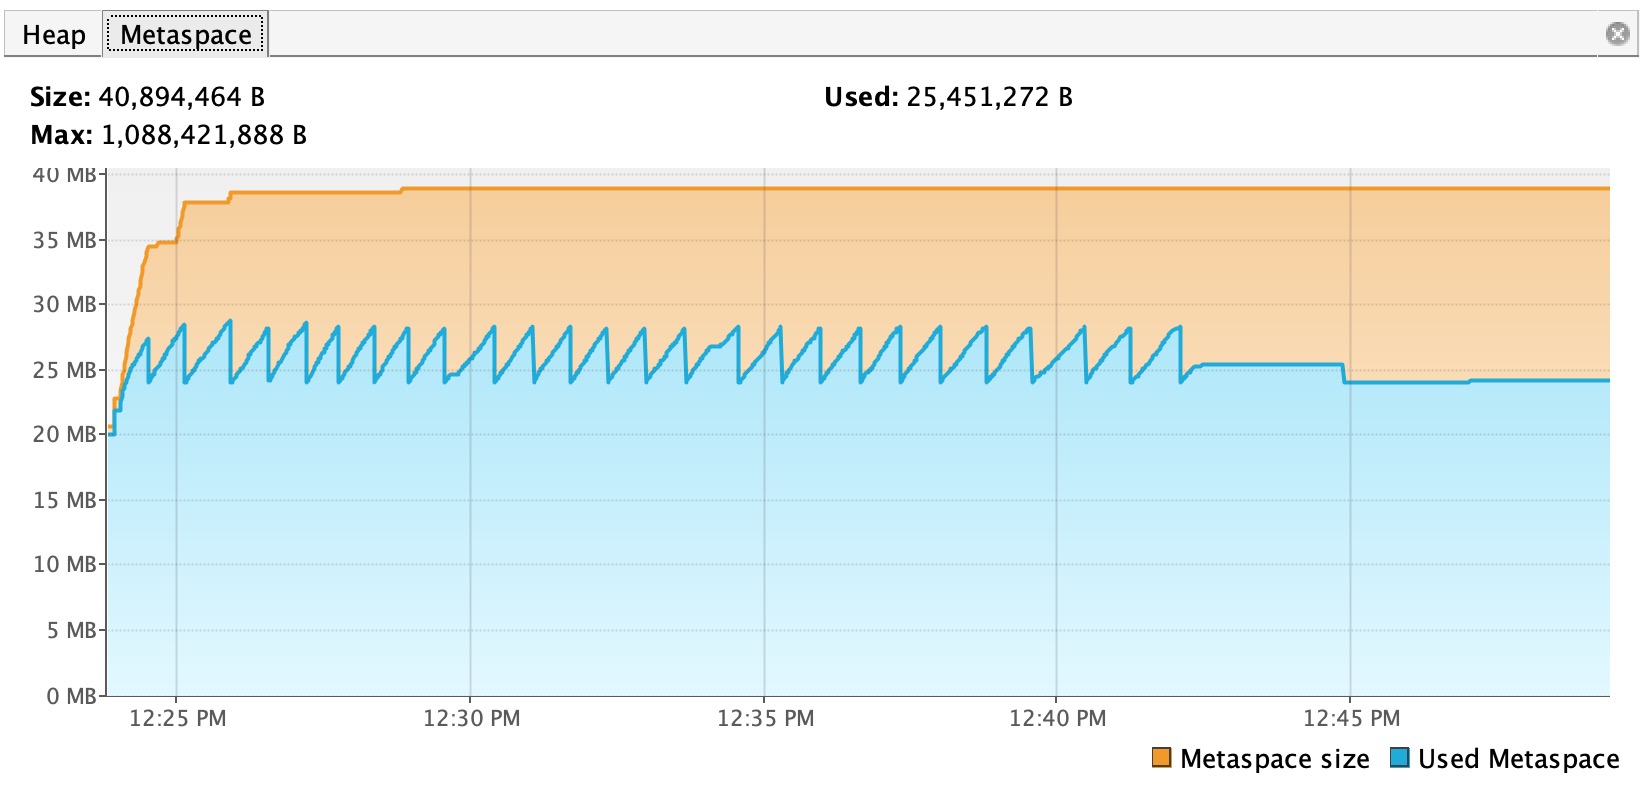 Heap Metaspace
Size: 40,894,464 B Used: 25,451,272 B
Max: 1,088,421,888 B
40 MB
35 MB
30 MB
25 MB
20 MB
15 MB
10 MB
5 MB
0 MB
12:25 PM 12:30 PM 12:35 PM 12:40 PM 12:45 PM
Metaspace size Used Metaspace